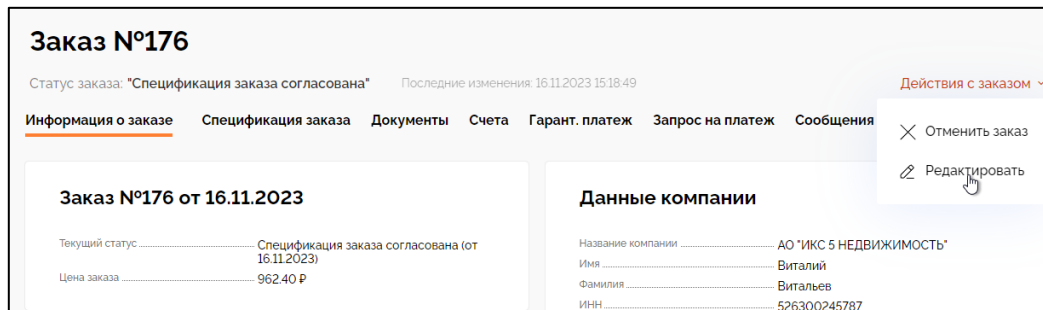 Заказ №176
Статус заказа: "Спецификация заказа согласована" Последние изменения: 16.11.2023 15:18:49 Действия с заказом
Информация о заказе Спецификация заказа Документы Счета Гарант. платеж Запрос на платеж Сообщения
Отменить заказ
Редактировать
Заказ №176 от 16.11.2023
Текущий статус Спецификация заказа согласована (от
16.11.2023)
Цена заказа 962.40 ₽
Данные компании
Название компании АО "ИКС 5 НЕДВИЖИМОСТЬ"
Имя Виталий
Фамилия Витальев
ИНН 526300245787